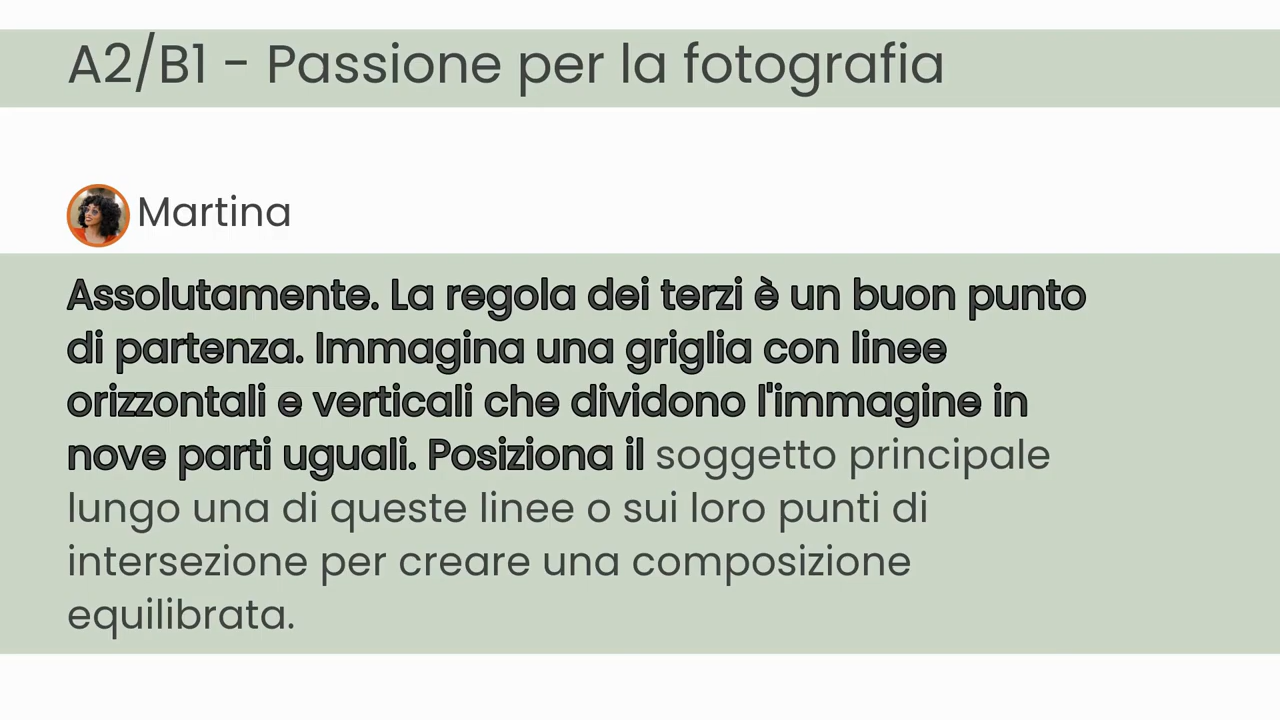 A2/B1 - Passione per la fotografia
Martina
Assolutamente. La regola dei terzi è un buon punto
di partenza. Immagina una griglia con linee
orizzontali e verticali che dividono l'immagine in
nove parti uguali. Posiziona il soggetto principale
lungo una di queste linee o sui loro punti di
intersezione per creare una composizione
equilibrata.